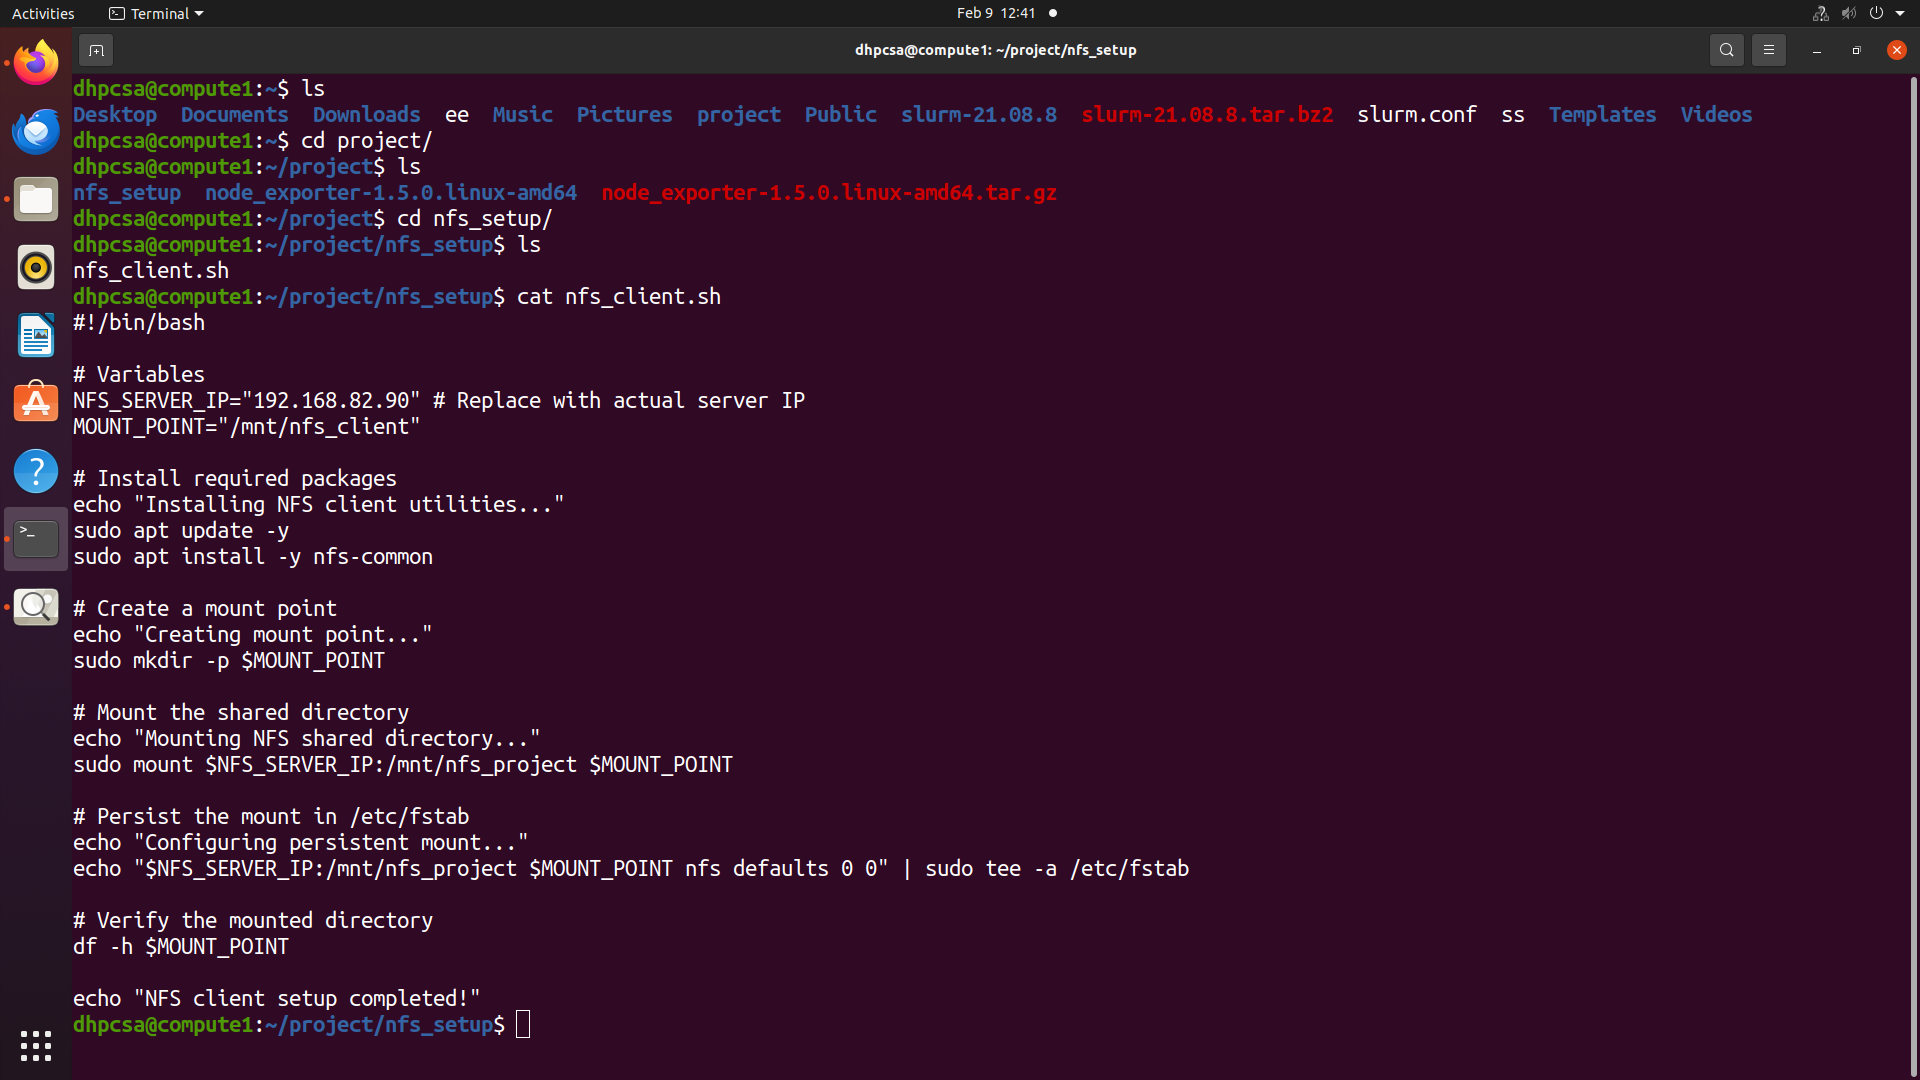 Activities Terminal Feb 9 12:41
dhpcsa@compute1: ~/project/nfs_setup
dhpcsa@compute1:~$ ls
Desktop Documents Downloads ee Music Pictures project Public slurm-21.08.8 slurm-21.08.8.tar.bz2 slurm.conf ss Templates Videos
dhpcsa@compute1:~$ cd project/
dhpcsa@compute1:~/project$ ls
nfs_setup node_exporter-1.5.0.linux-amd64 node_exporter-1.5.0.linux-amd64.tar.gz
dhpcsa@compute1:~/project$ cd nfs_setup/
dhpcsa@compute1:~/project/nfs_setup$ ls
nfs_client.sh
dhpcsa@compute1:~/project/nfs_setup$ cat nfs_client.sh
#!/bin/bash
# Variables
NFS_SERVER_IP="192.168.82.90" # Replace with actual server IP
MOUNT_POINT="/mnt/nfs_client"
# Install required packages
echo "Installing NFS client utilities..."
sudo apt update -y
sudo apt install -y nfs-common
# Create a mount point
echo "Creating mount point..."
sudo mkdir -p $MOUNT_POINT
# Mount the shared directory
echo "Mounting NFS shared directory..."
sudo mount $NFS_SERVER_IP:/mnt/nfs_project $MOUNT_POINT
# Persist the mount in /etc/fstab
echo "Configuring persistent mount..."
echo "$NFS_SERVER_IP:/mnt/nfs_project $MOUNT_POINT nfs defaults 0 0" | sudo tee -a /etc/fstab
# Verify the mounted directory
df -h $MOUNT_POINT
echo "NFS client setup completed!"
dhpcsa@compute1:~/project/nfs_setup$